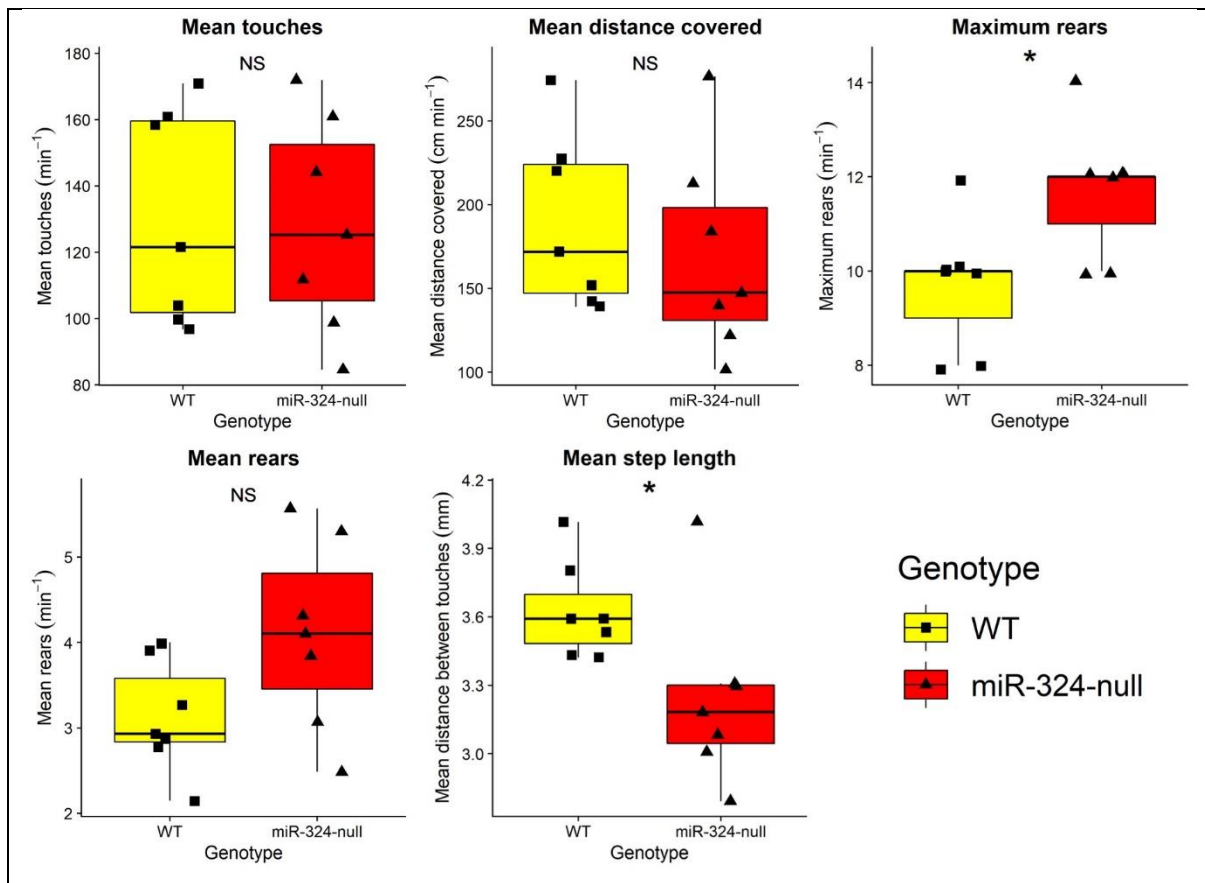 Mean touches
NS
Mean touches (min⁻¹)
180
160
140
120
100
80
WT
miR-324-null
Genotype
Mean distance covered
NS
Mean distance covered (cm min⁻¹)
250
200
150
100
WT
miR-324-null
Genotype
Maximum rears
*
Maximum rears (min⁻¹)
14
12
10
8
WT
miR-324-null
Genotype
Mean rears
NS
Mean rears (min⁻¹)
5
4
3
2
WT
miR-324-null
Genotype
Mean step length
*
Mean distance between touches (mm)
4.2
3.9
3.6
3.3
3.0
WT
miR-324-null
Genotype
Genotype
WT
miR-324-null